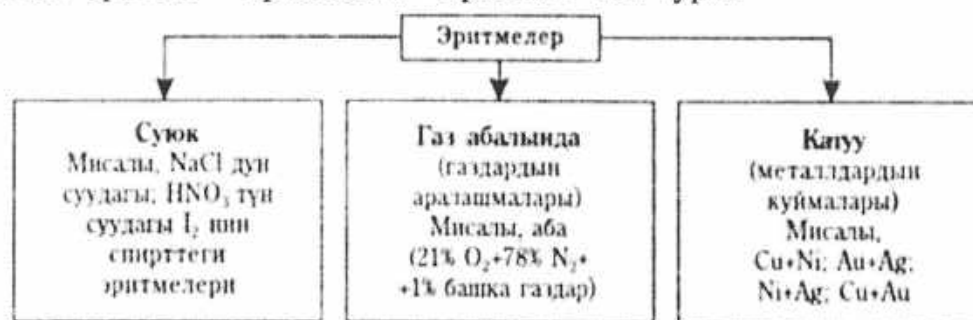 Эритмелер
Суюк
Мисалы, NaCl дун
суудагы; HNO₃ түн
суудагы I₂ нин
спирттеги
эритмелери
Газ абалында
(газдардын
аралашмалары)
Мисалы, аба
(21% O₂+78% N₂+
+1% башка газдар)
Катуу
(металлдардын
куймалары)
Мисалы,
Cu+Ni; Au+Ag;
Ni+Ag; Cu+Au